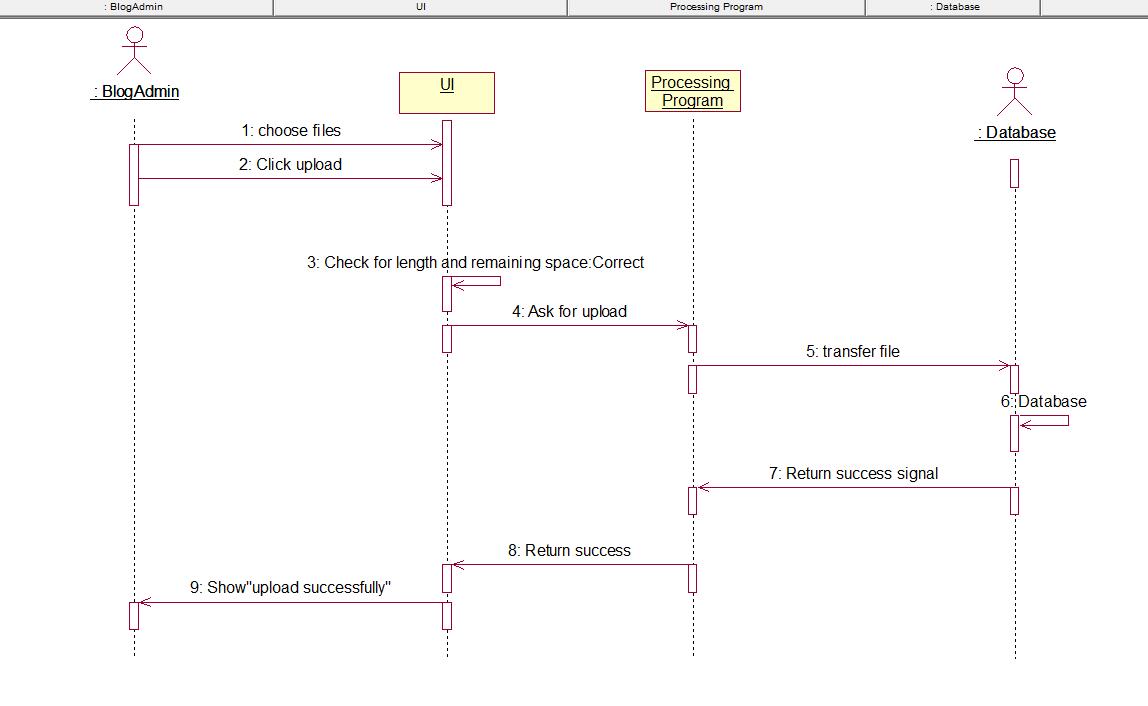 : BlogAdmin UI Processing Program : Database
: BlogAdmin
UI
Processing
Program
: Database
1: choose files
2: Click upload
3: Check for length and remaining space:Correct
4: Ask for upload
5: transfer file
6: Database
7: Return success signal
8: Return success
9: Show"upload successfully"